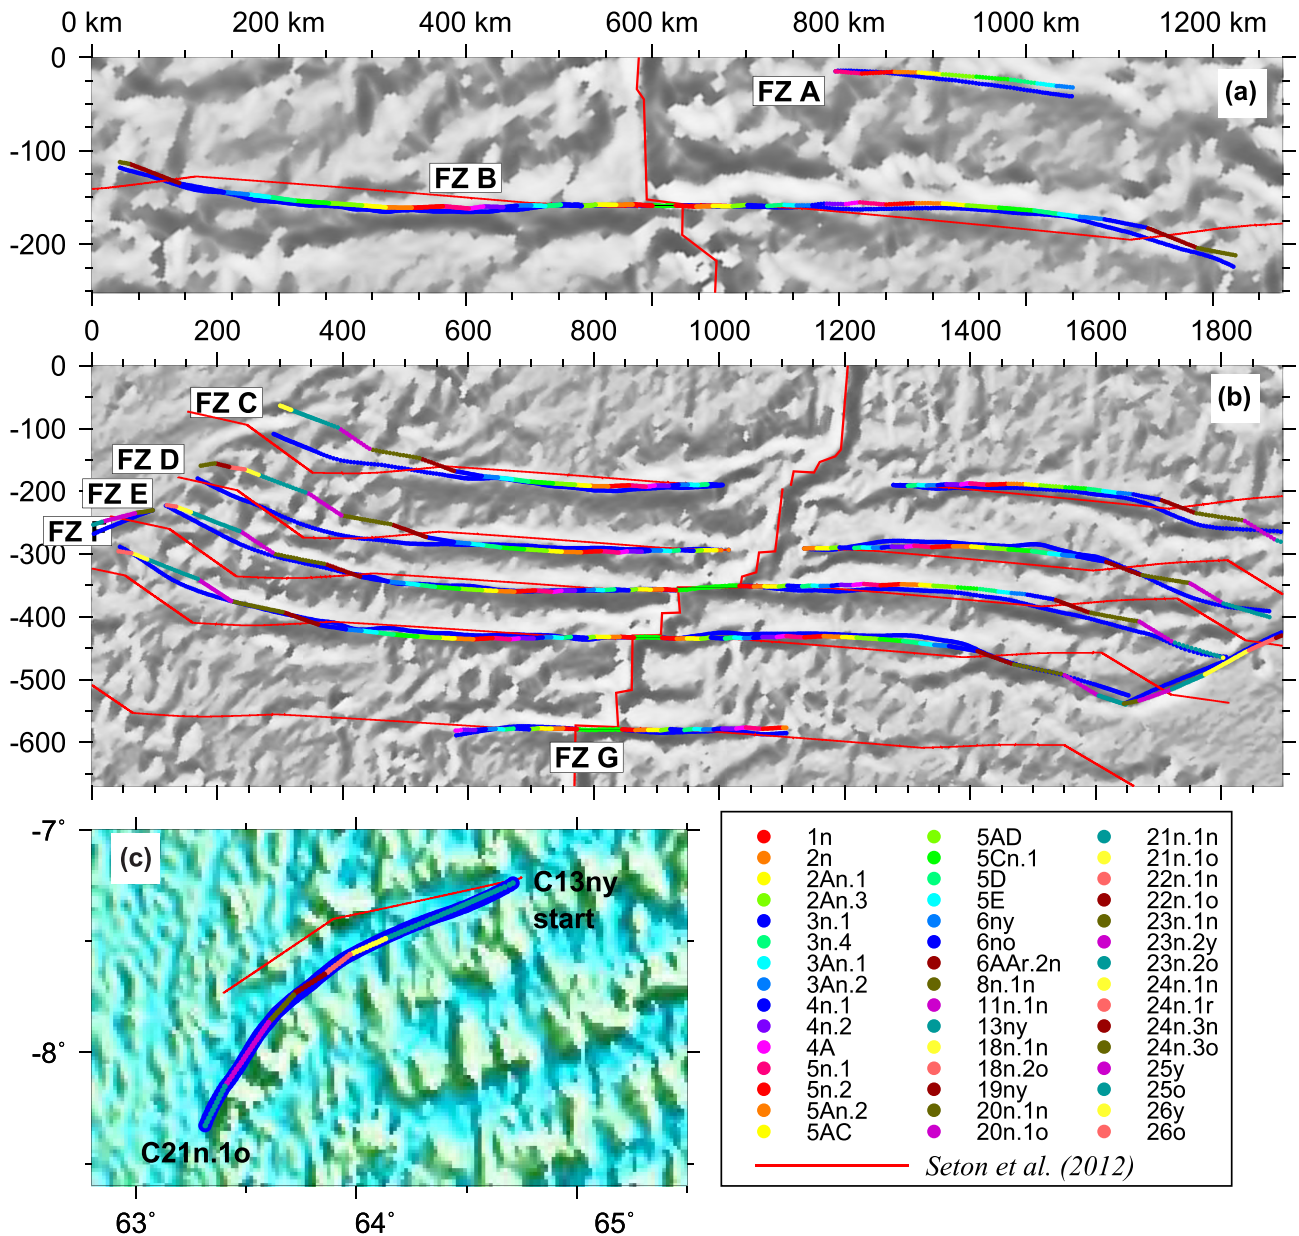 0 km 200 km 400 km 600 km 800 km 1000 km 1200 km
0
-100
-200
FZ A
FZ B
(a)
0 200 400 600 800 1000 1200 1400 1600 1800
0
-100
-200
-300
-400
-500
-600
FZ C
FZ D
FZ E
FZ
FZ G
(b)
-7°
-8°
(c)
C13ny
start
C21n.1o
63° 64° 65°
1n 5AD 21n.1n
2n 5Cn.1 21n.1o
2An.1 5D 22n.1n
2An.3 5E 22n.1o
3n.1 6ny 23n.1n
3n.4 6no 23n.2y
3An.1 6AAr.2n 23n.2o
3An.2 8n.1n 24n.1n
4n.1 11n.1n 24n.1r
4n.2 13ny 24n.3n
4A 18n.1n 24n.3o
5n.1 18n.2o 25y
5n.2 19ny 25o
5An.2 20n.1n 26y
5AC 20n.1o 26o
Seton et al. (2012)